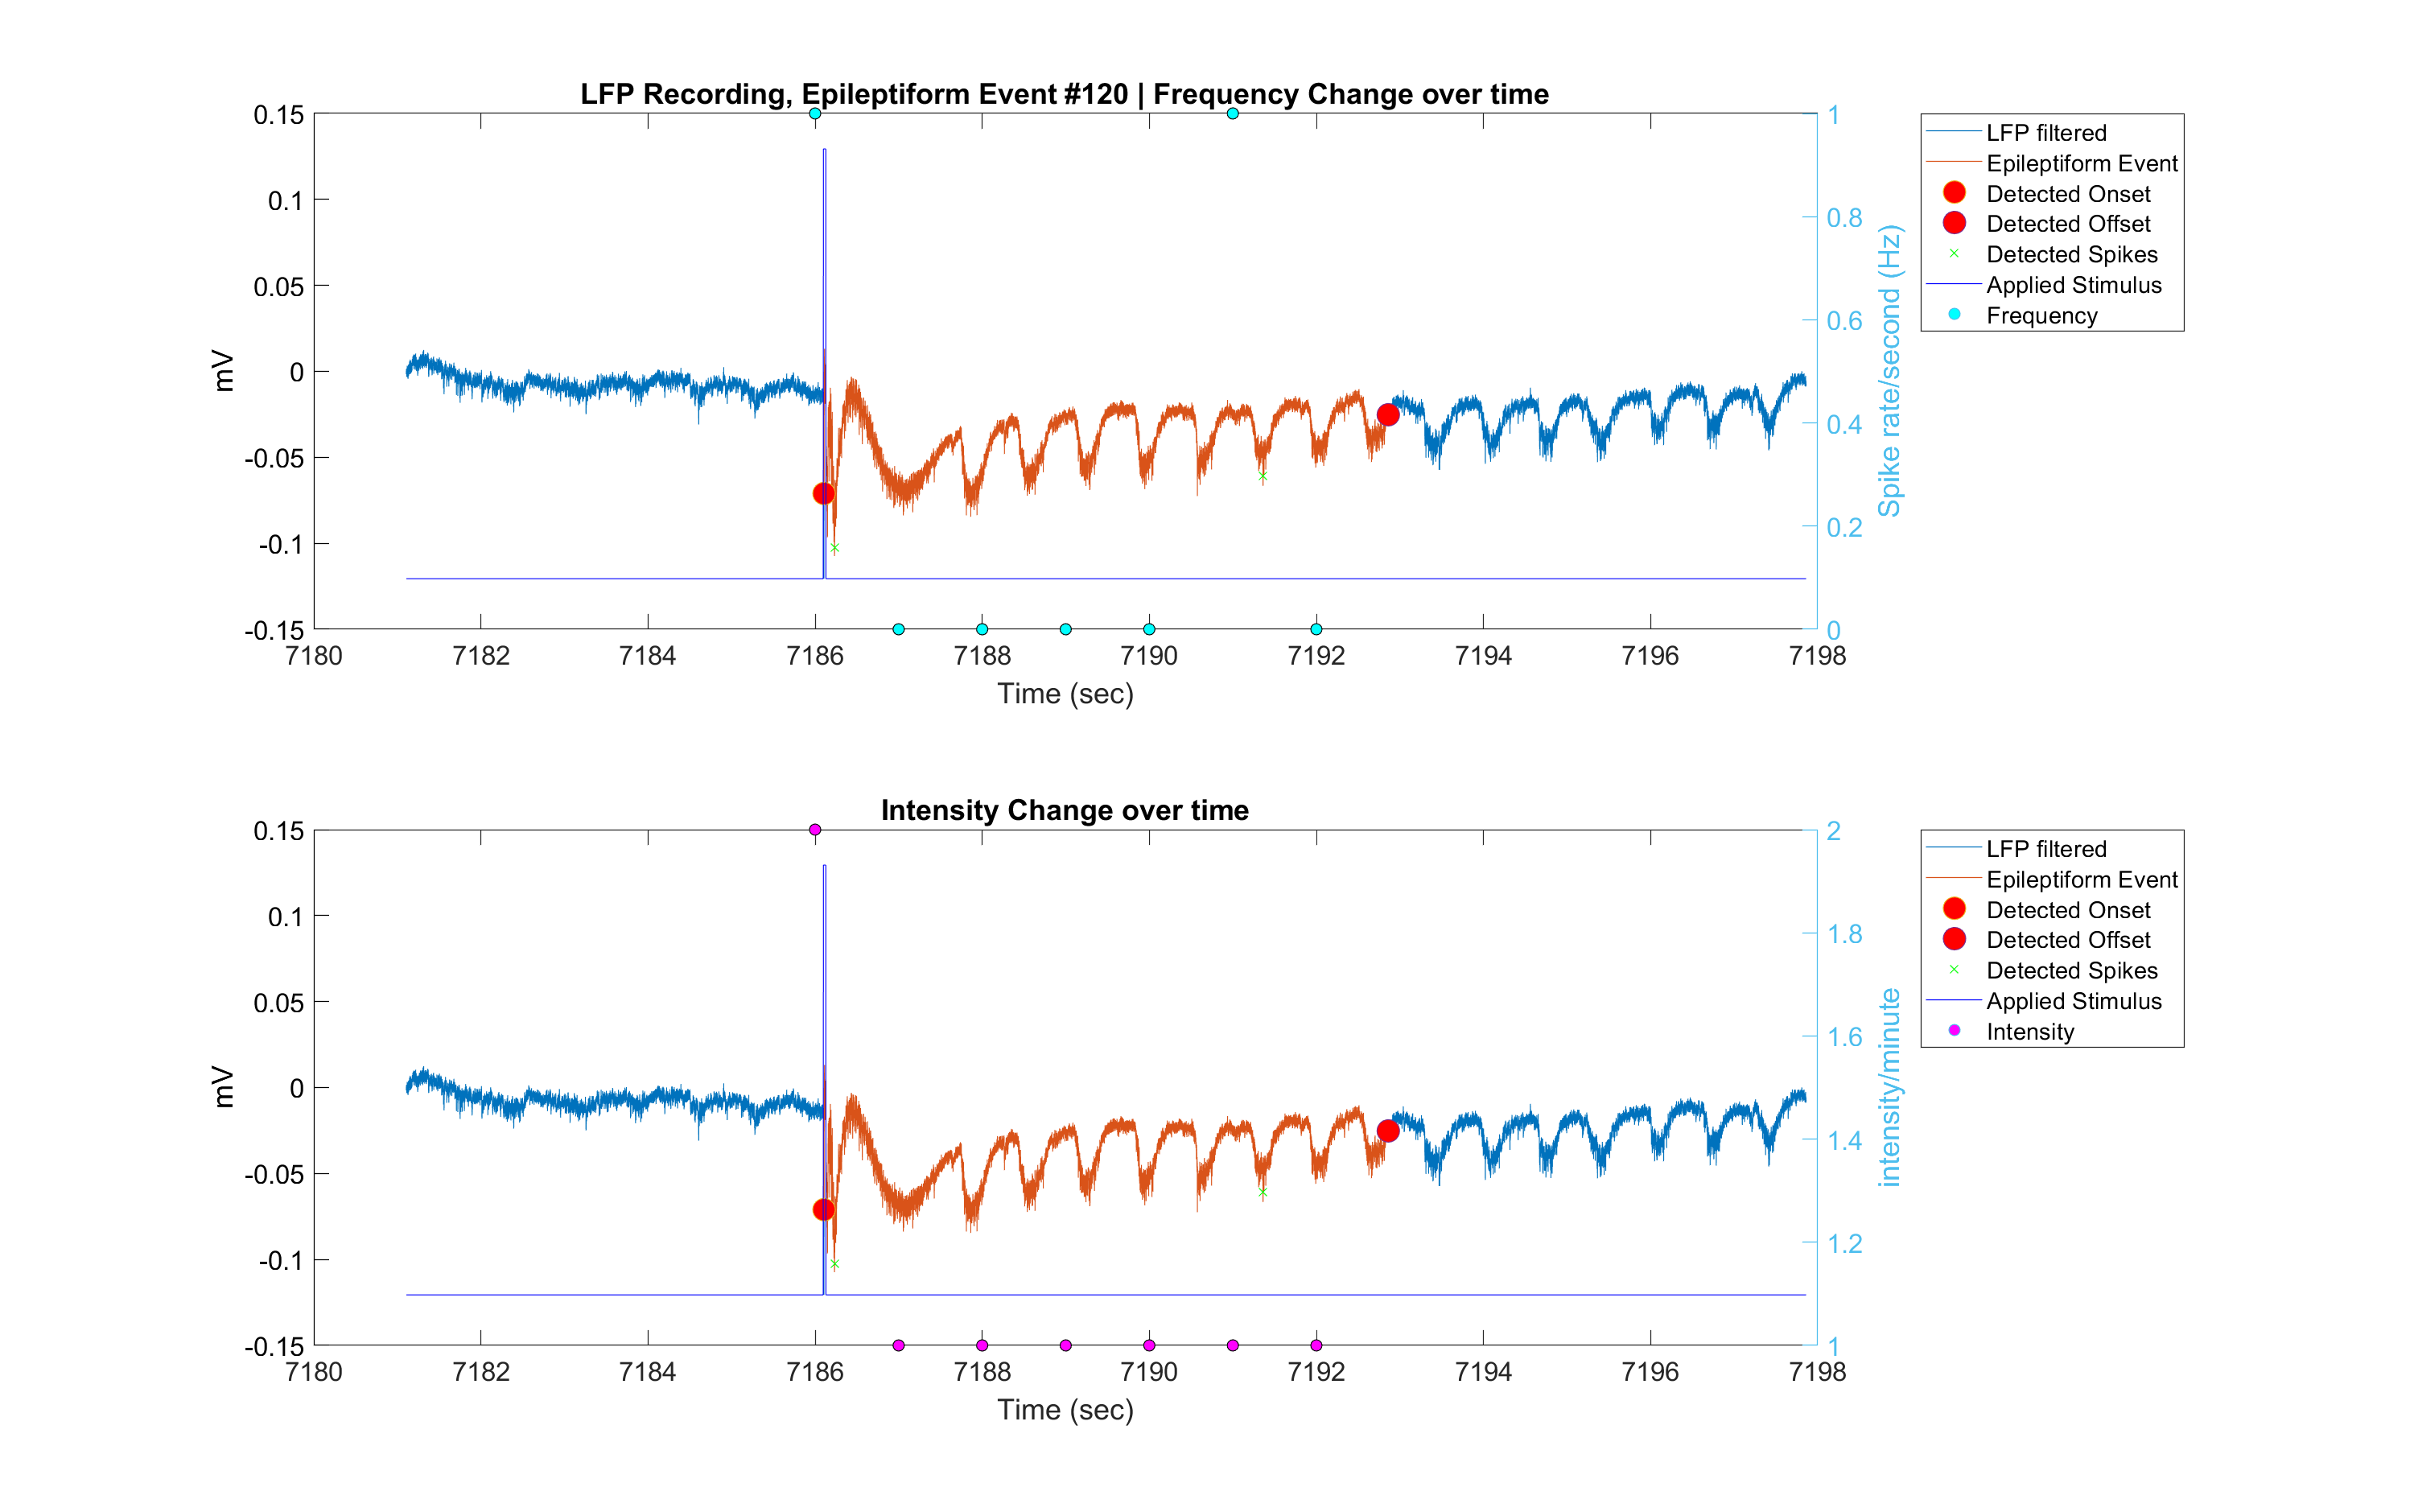 LFP Recording, Epileptiform Event #120 | Frequency Change over time
0.15
0.1
0.05
0
-0.05
-0.1
-0.15
mV
1
0.8
0.6
0.4
0.2
0
Spike rate/second (Hz)
7180 7182 7184 7186 7188 7190 7192 7194 7196 7198
Time (sec)
LFP filtered
Epileptiform Event
Detected Onset
Detected Offset
Detected Spikes
Applied Stimulus
Frequency
Intensity Change over time
0.15
0.1
0.05
0
-0.05
-0.1
-0.15
mV
2
1.8
1.6
1.4
1.2
1
intensity/minute
7180 7182 7184 7186 7188 7190 7192 7194 7196 7198
Time (sec)
LFP filtered
Epileptiform Event
Detected Onset
Detected Offset
Detected Spikes
Applied Stimulus
Intensity